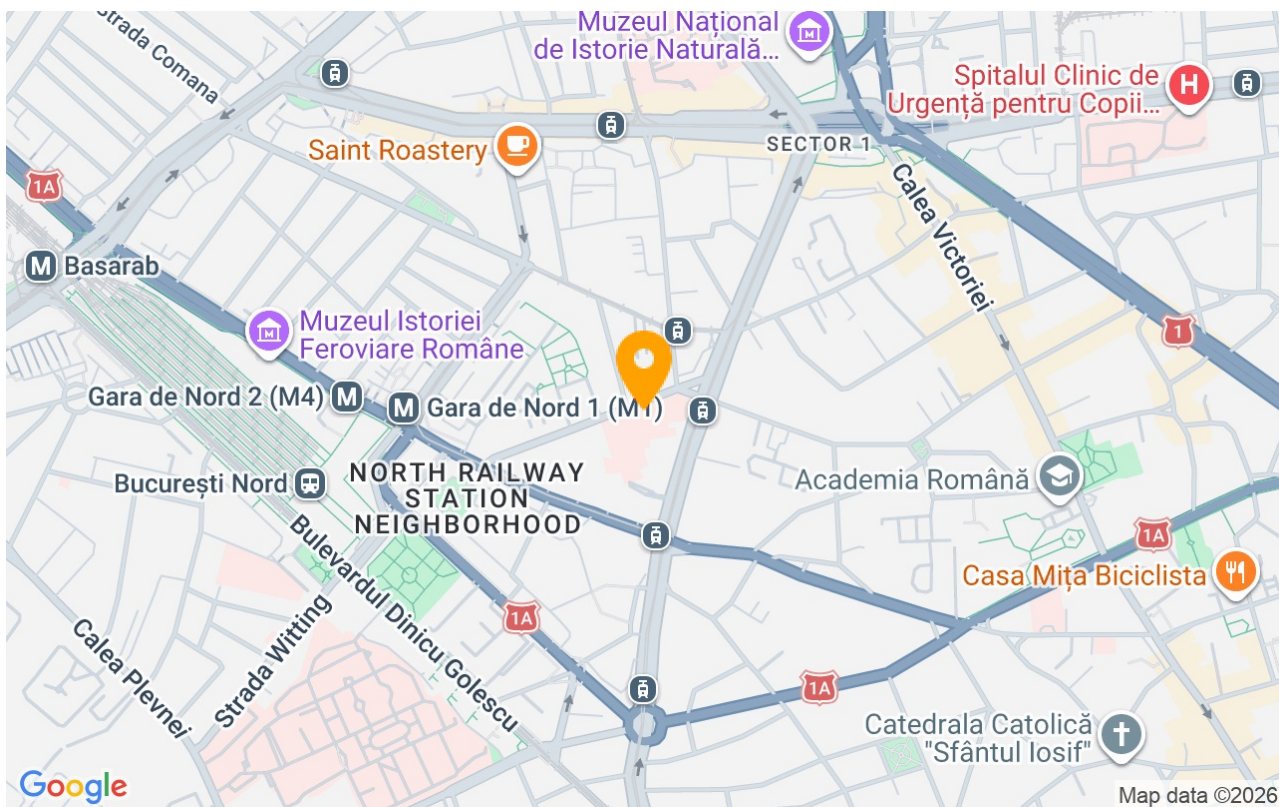 Strada Comana
Muzeul Național
de Istorie Naturală...
Spitalul Clinic de
Urgență pentru Copii...
H
Saint Roastery
SECTOR 1
1A
Calea Victoriei
M Basarab
Muzeul Istoriei
Feroviare Române
1
Gara de Nord 2 (M4) M
M Gara de Nord 1 (M1)
București Nord
NORTH RAILWAY
STATION
NEIGHBORHOOD
Academia Română
1A
Casa Mița Biciclista
Bulevardul Dinicu Golescu
1A
Strada Witting
Calea Plevnei
1A
Catedrala Catolică
"Sfântul Iosif"
Google
Map data ©2026